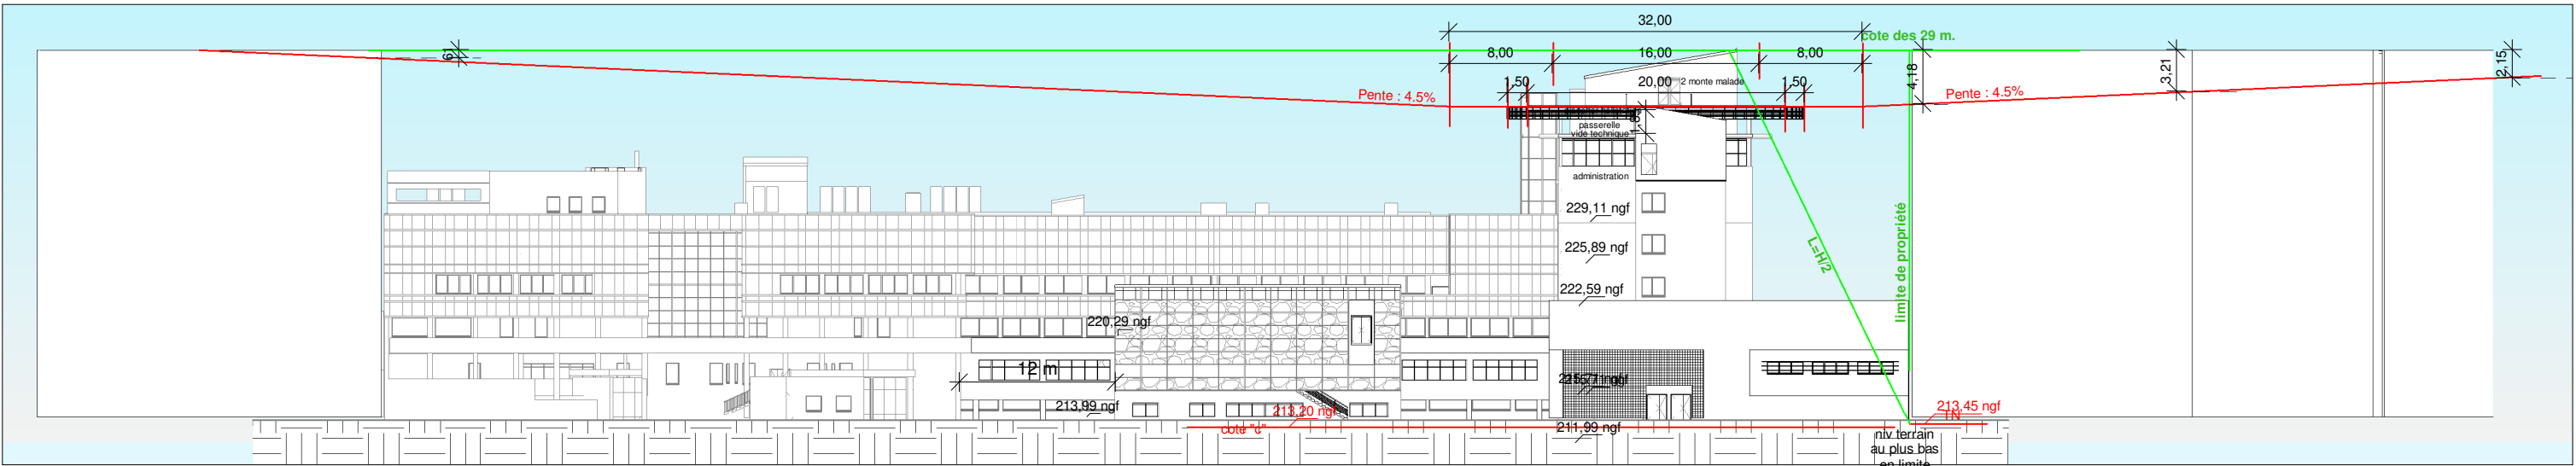 32,00
cote des 29 m.
61
8,00
16,00
8,00
4,18
3,21
2,15
1,50
20,00
2 monte malade
1,50
Pente : 4.5%
Pente : 4.5%
passerelle
vide technique
administration
229,11 ngf
225,89 ngf
222,59 ngf
L=H/2
limite de propriété
220,29 ngf
12 m
213,99 ngf
213,20 ngf
cote "c"
211,99 ngf
213,45 ngf
TN
niv terrain
au plus bas
en limite